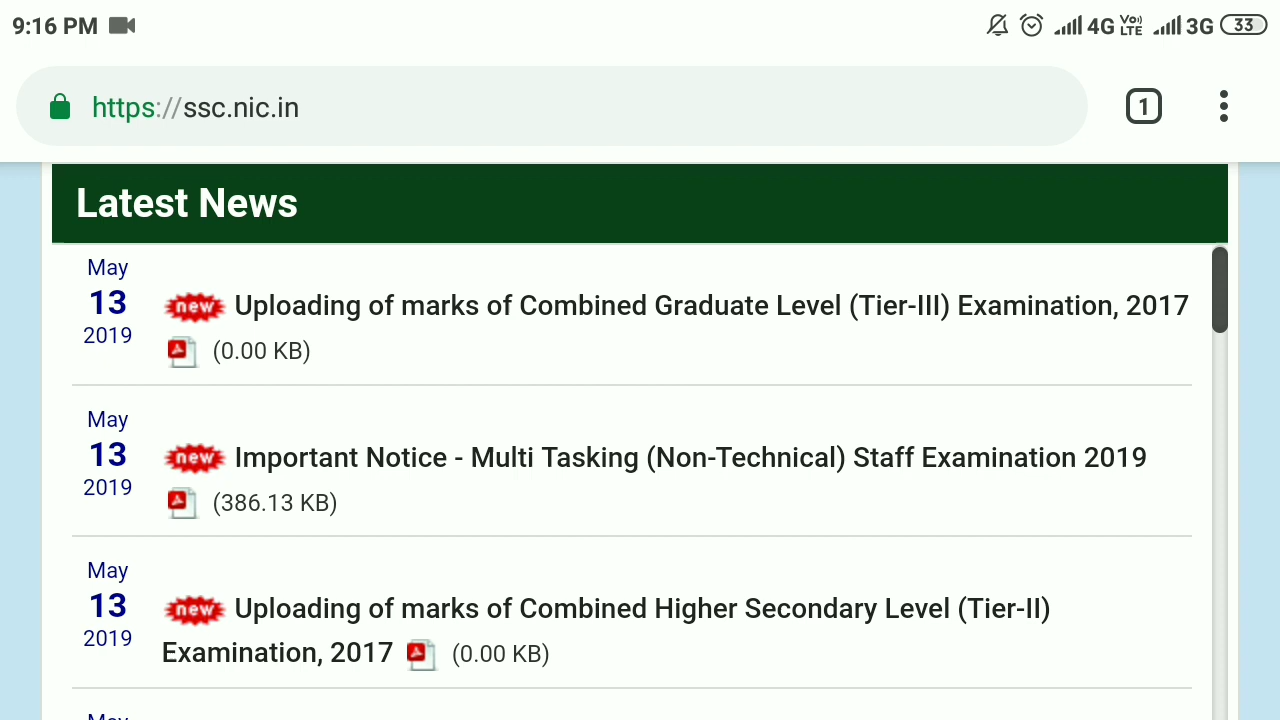 9:16 PM 4G VoLTE 3G 33
https://ssc.nic.in 1
Latest News
May
13
2019
new Uploading of marks of Combined Graduate Level (Tier-III) Examination, 2017
(0.00 KB)
May
13
2019
new Important Notice - Multi Tasking (Non-Technical) Staff Examination 2019
(386.13 KB)
May
13
2019
new Uploading of marks of Combined Higher Secondary Level (Tier-II)
Examination, 2017 (0.00 KB)
May